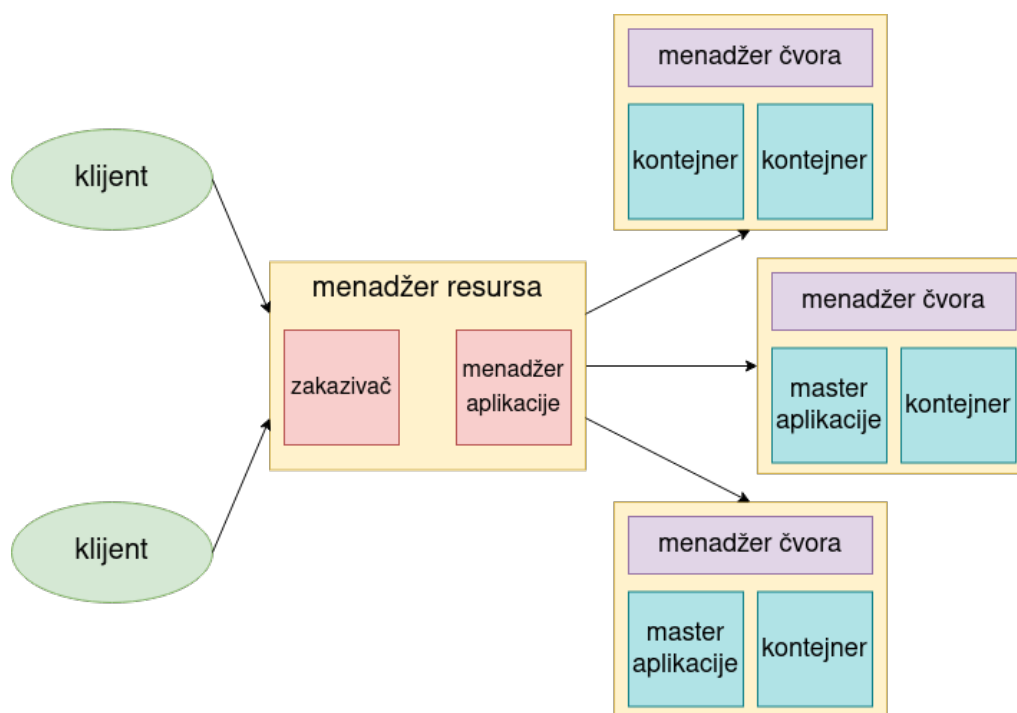 klijent
klijent
menadžer resursa
zakazivač
menadžer
aplikacije
menadžer čvora
kontejner
kontejner
menadžer čvora
master
aplikacije
kontejner
menadžer čvora
master
aplikacije
kontejner